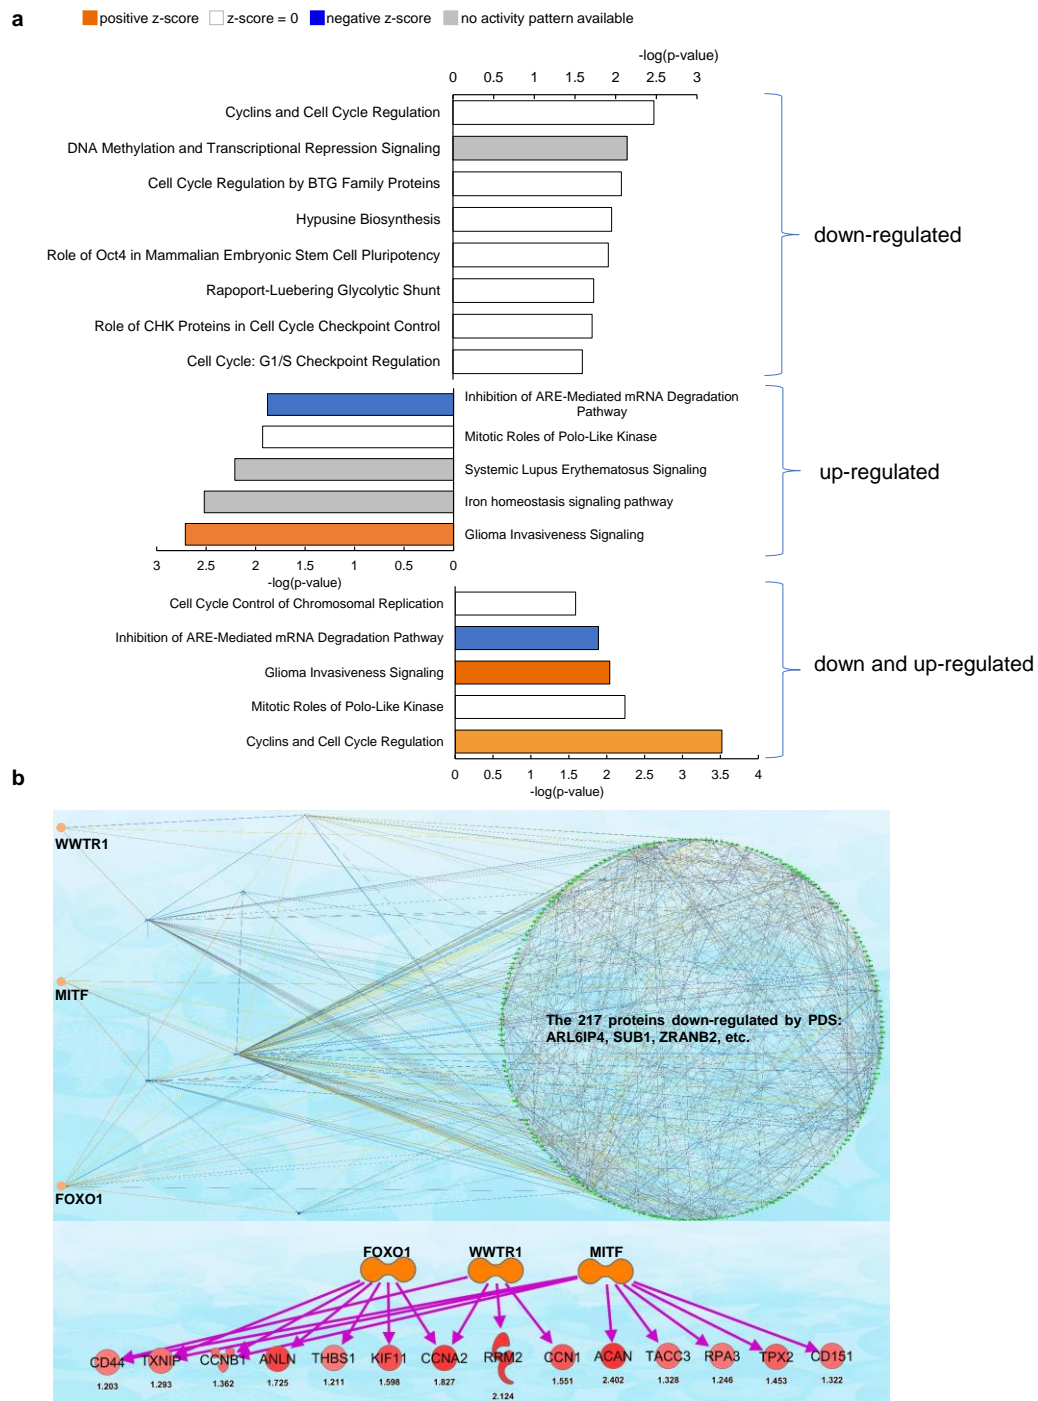 a
positive z-score z-score = 0 negative z-score no activity pattern available
-log(p-value)
0 0.5 1 1.5 2 2.5 3
Cyclins and Cell Cycle Regulation
DNA Methylation and Transcriptional Repression Signaling
Cell Cycle Regulation by BTG Family Proteins
Hypusine Biosynthesis
down-regulated
Role of Oct4 in Mammalian Embryonic Stem Cell Pluripotency
Rapoport-Luebering Glycolytic Shunt
Role of CHK Proteins in Cell Cycle Checkpoint Control
Cell Cycle: G1/S Checkpoint Regulation
Inhibition of ARE-Mediated mRNA Degradation
Pathway
Mitotic Roles of Polo-Like Kinase
Systemic Lupus Erythematosus Signaling
up-regulated
Iron homeostasis signaling pathway
Glioma Invasiveness Signaling
3 2.5 2 1.5 1 0.5 0
-log(p-value)
Cell Cycle Control of Chromosomal Replication
Inhibition of ARE-Mediated mRNA Degradation Pathway
Glioma Invasiveness Signaling
down and up-regulated
Mitotic Roles of Polo-Like Kinase
Cyclins and Cell Cycle Regulation
0 0.5 1 1.5 2 2.5 3 3.5 4
-log(p-value)
b
WWTR1
MITF
The 217 proteins down-regulated by PDS:
ARL6IP4, SUB1, ZRANB2, etc.
FOXO1
FOXO1 WWTR1 MITF
CD44 TXNIP CCNB1 ANLN THBS1 KIF11 CCNA2 RRM2 CCN1 ACAN TACC3 RPA3 TPX2 CD151
1.203 1.293 1.362 1.725 1.211 1.598 1.827 2.124 1.551 2.402 1.328 1.246 1.453 1.322